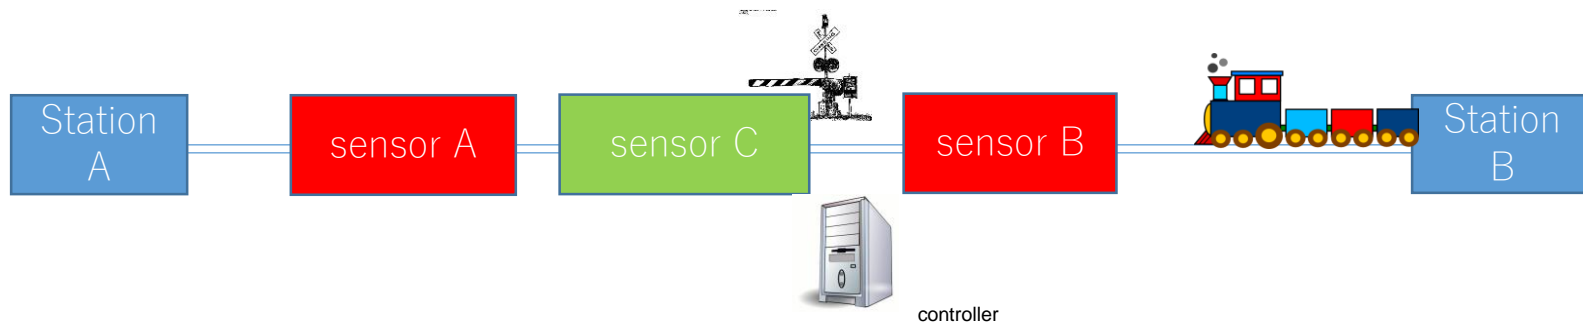 Station
A
sensor A
sensor C
sensor B
Station
B
controller